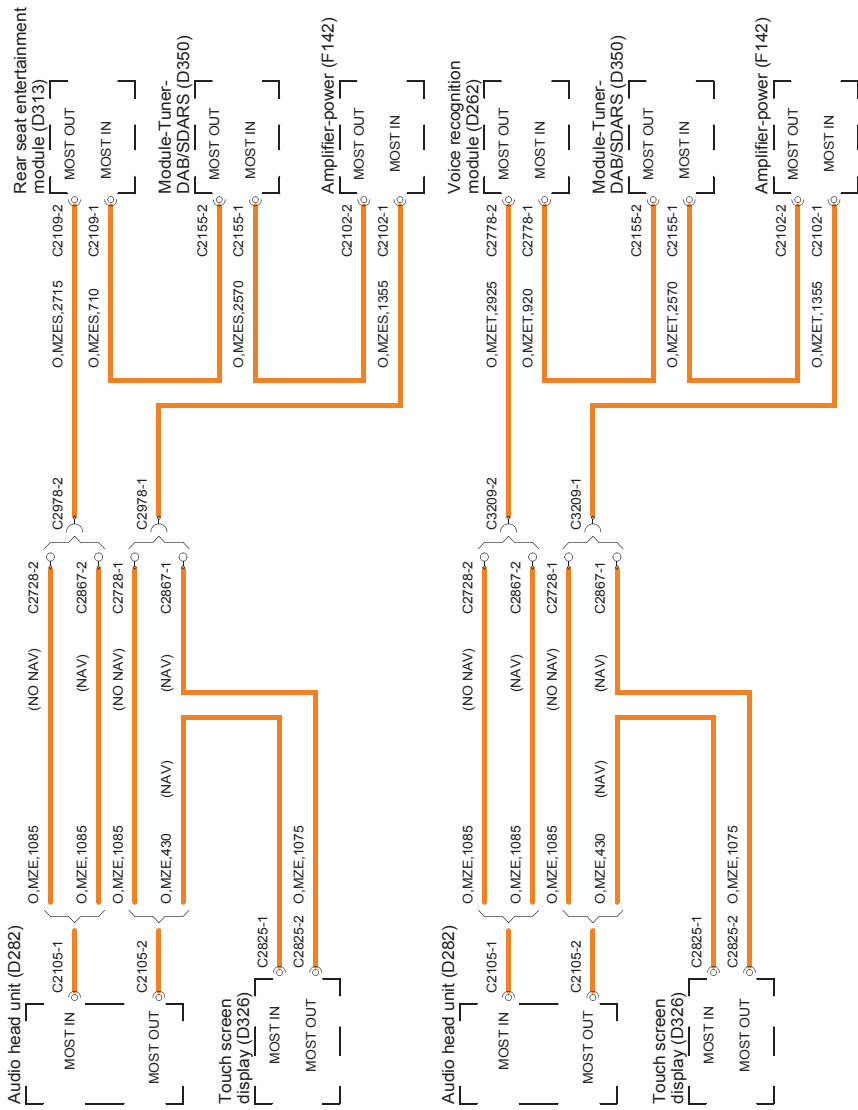 Rear seat entertainment
module (D313)
MOST OUT
MOST IN
C2109-2
C2109-1
O,MZES,2715
O,MZES,710
Module-Tuner-
DAB/SDARS (D350)
MOST OUT
MOST IN
C2155-2
C2155-1
O,MZES,2570
Amplifier-power (F142)
MOST OUT
MOST IN
C2102-2
C2102-1
O,MZES,1355
C2978-2
C2978-1
C2728-2
C2867-2
C2728-1
C2867-1
(NO NAV)
(NAV)
(NO NAV)
(NAV)
(NAV)
O,MZE,1085
O,MZE,1085
O,MZE,1085
O,MZE,430
O,MZE,1075
C2105-1
C2105-2
C2825-1
C2825-2
Audio head unit (D282)
MOST IN
MOST OUT
Touch screen
display (D326)
MOST IN
MOST OUT
Voice recognition
module (D262)
MOST OUT
MOST IN
C2778-2
C2778-1
O,MZET,2925
O,MZET,920
Module-Tuner-
DAB/SDARS (D350)
MOST OUT
MOST IN
C2155-2
C2155-1
O,MZET,2570
Amplifier-power (F142)
MOST OUT
MOST IN
C2102-2
C2102-1
O,MZET,1355
C3209-2
C3209-1
C2728-2
C2867-2
C2728-1
C2867-1
(NO NAV)
(NAV)
(NO NAV)
(NAV)
(NAV)
O,MZE,1085
O,MZE,1085
O,MZE,1085
O,MZE,430
O,MZE,1075
C2105-1
C2105-2
C2825-1
C2825-2
Audio head unit (D282)
MOST IN
MOST OUT
Touch screen
display (D326)
MOST IN
MOST OUT